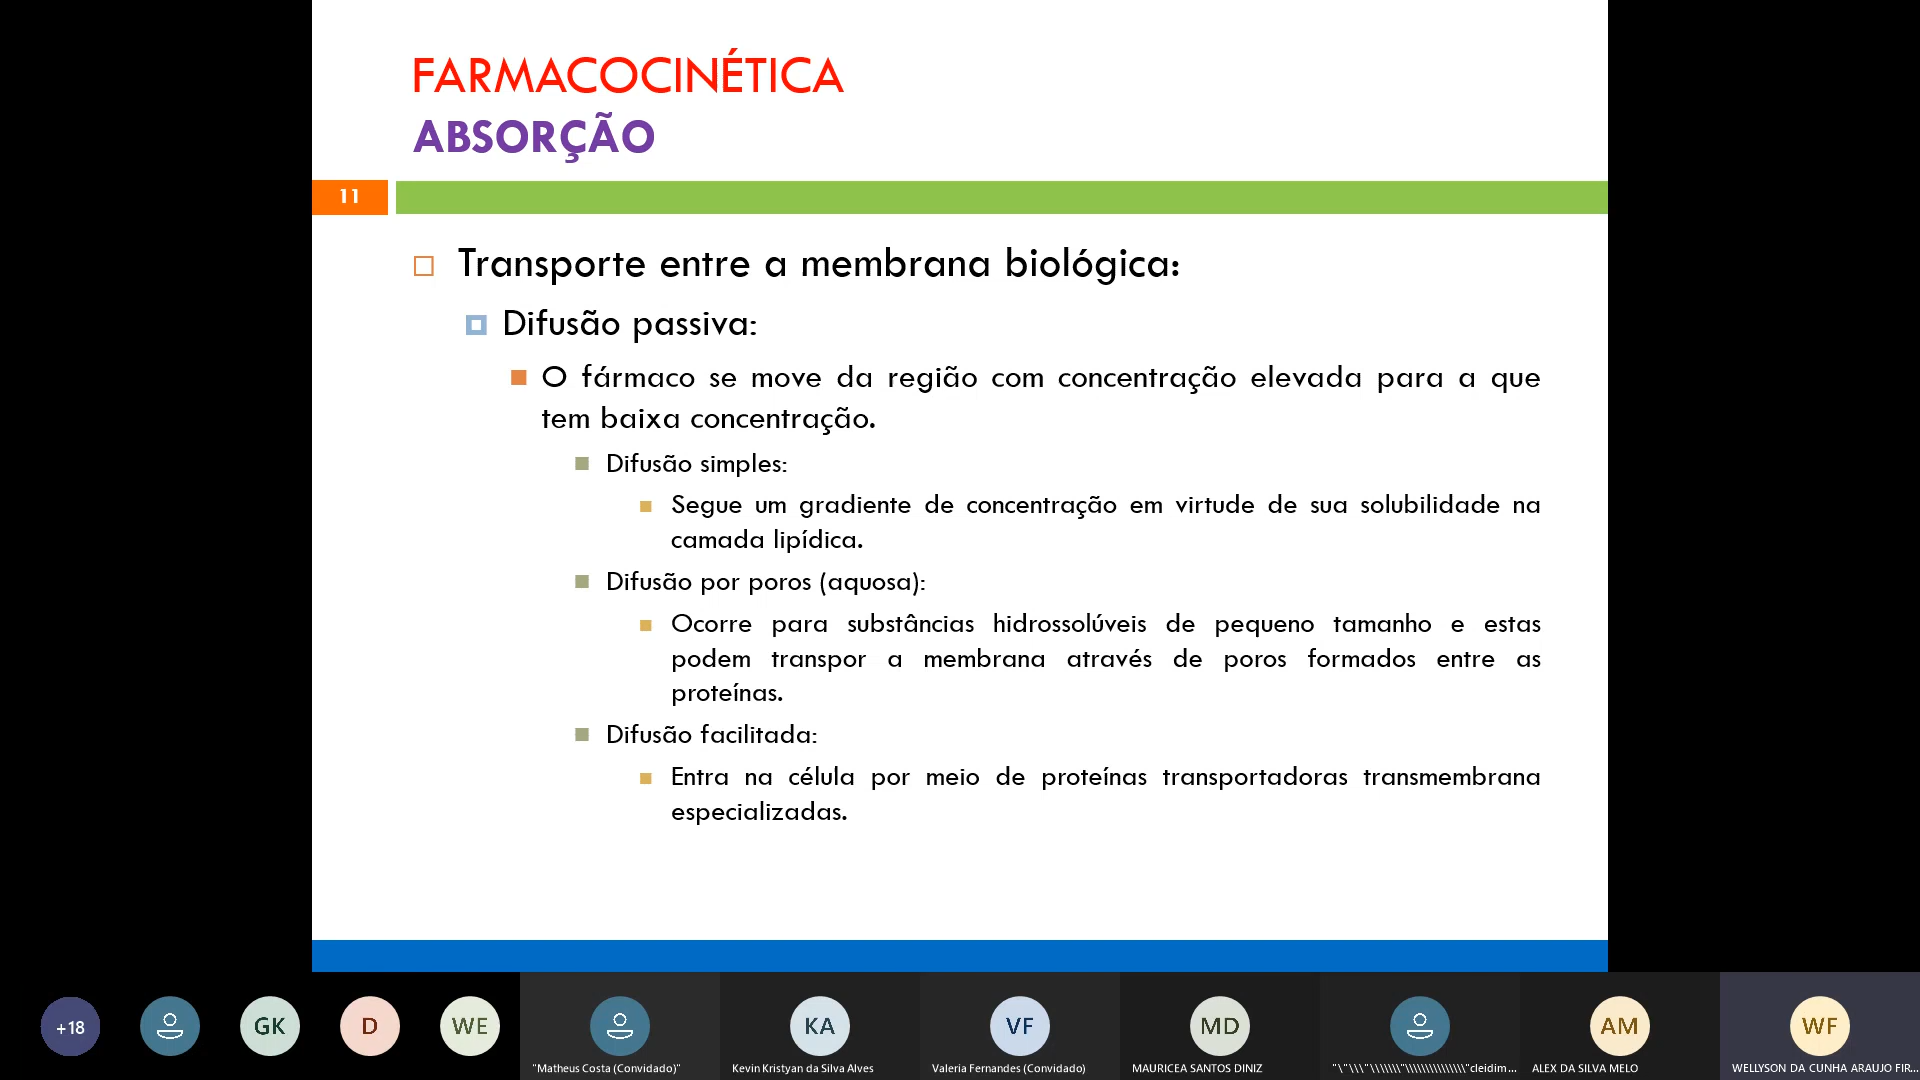 FARMACOCINÉTICA
ABSORÇÃO
11
Transporte entre a membrana biológica:
Difusão passiva:
O fármaco se move da região com concentração elevada para a que
tem baixa concentração.
Difusão simples:
Segue um gradiente de concentração em virtude de sua solubilidade na
camada lipídica.
Difusão por poros (aquosa):
Ocorre para substâncias hidrossolúveis de pequeno tamanho e estas
podem transpor a membrana através de poros formados entre as
proteínas.
Difusão facilitada:
Entra na célula por meio de proteínas transportadoras transmembrana
especializadas.
+18
GK
D
WE
KA
VF
MD
AM
WF
"Matheus Costa (Convidado)"
Kevin Kristyan da Silva Alves
Valeria Fernandes (Convidado)
MAURICEA SANTOS DINIZ
"\"\\\"\\\\\\\"\\\\\\\\\\\\\\\"cleidim...
ALEX DA SILVA MELO
WELLYSON DA CUNHA ARAUJO FIR...